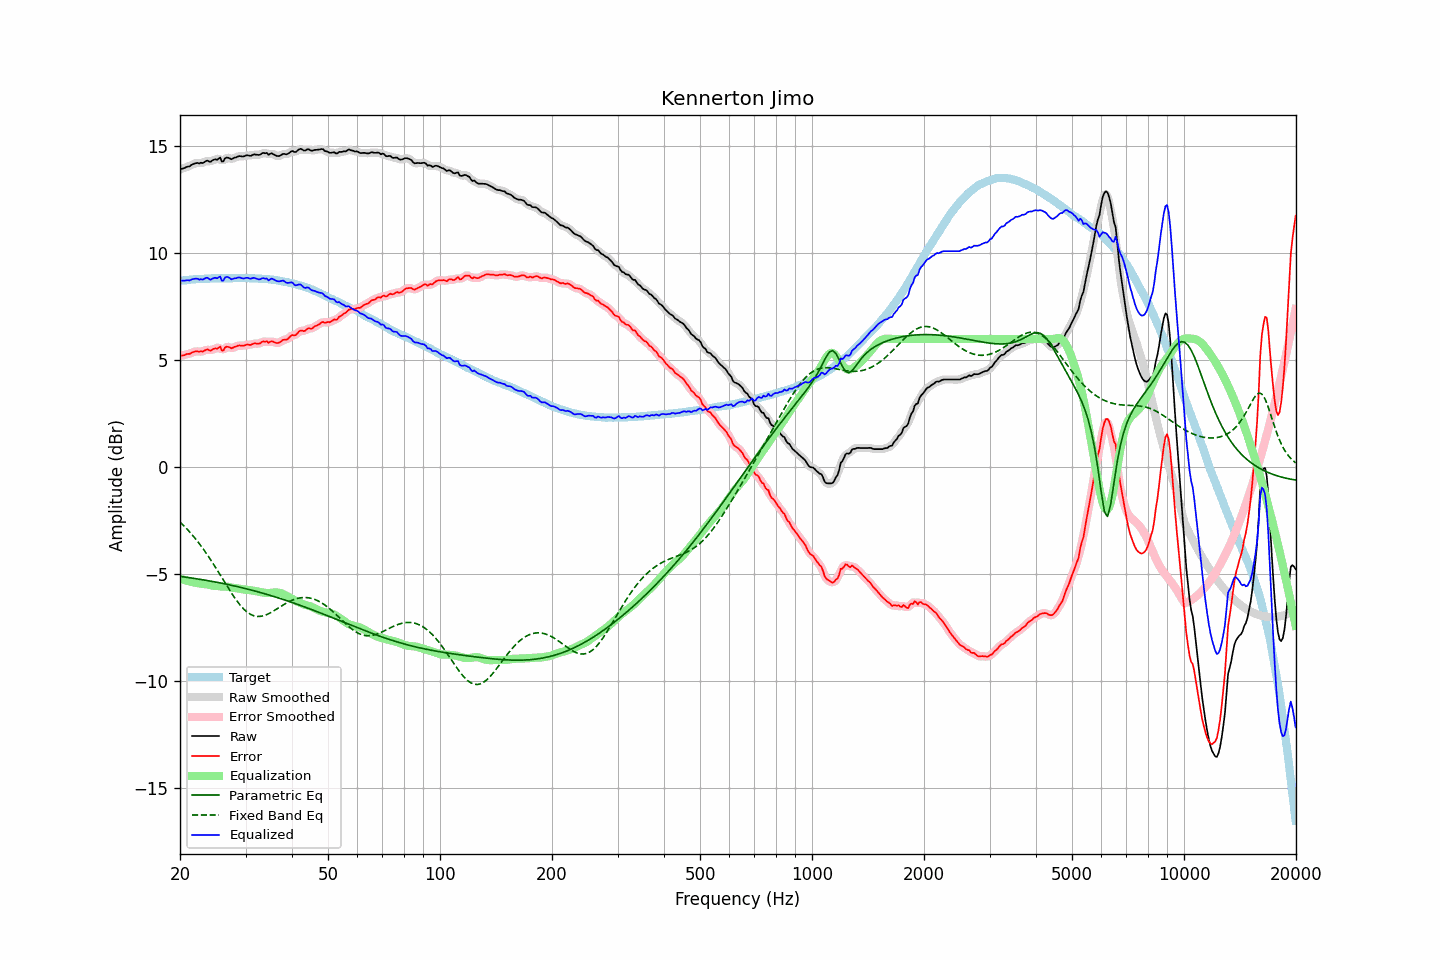 Kennerton Jimo
Amplitude (dBr)
15
10
5
0
−5
−10
−15
Target
Raw Smoothed
Error Smoothed
Raw
Error
Equalization
Parametric Eq
Fixed Band Eq
Equalized
20 50 100 200 500 1000 2000 5000 10000 20000
Frequency (Hz)